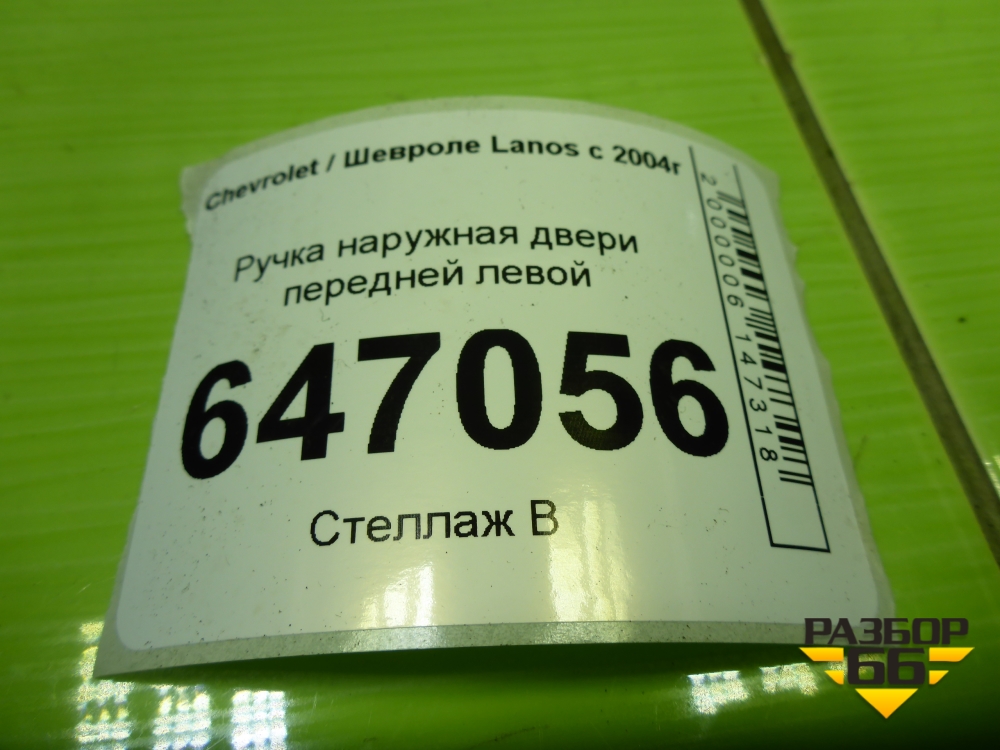 Chevrolet / Шевроле Lanos с 2004г
Ручка наружная двери
передней левой
647056
Стеллаж В
2000006147318
РАЗБОР
66